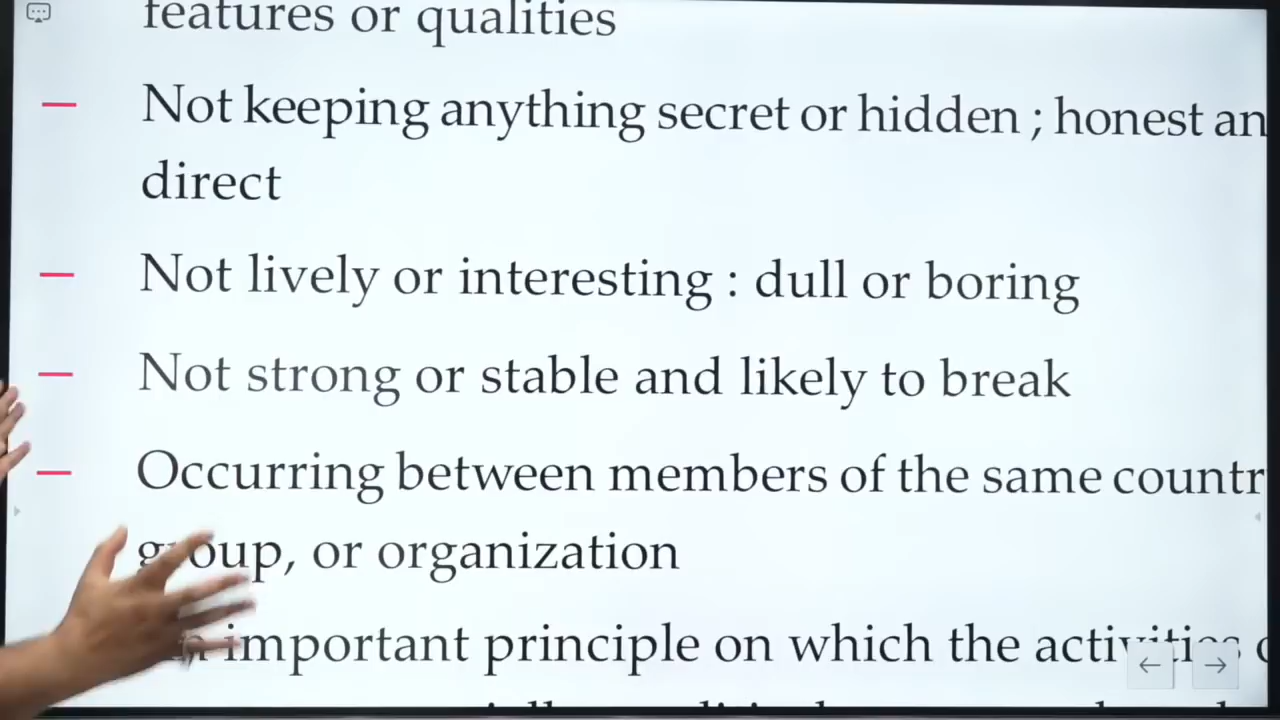 features or qualities
— Not keeping anything secret or hidden ; honest an
direct
— Not lively or interesting : dull or boring
— Not strong or stable and likely to break
— Occurring between members of the same countr
group, or organization
important principle on which the activities